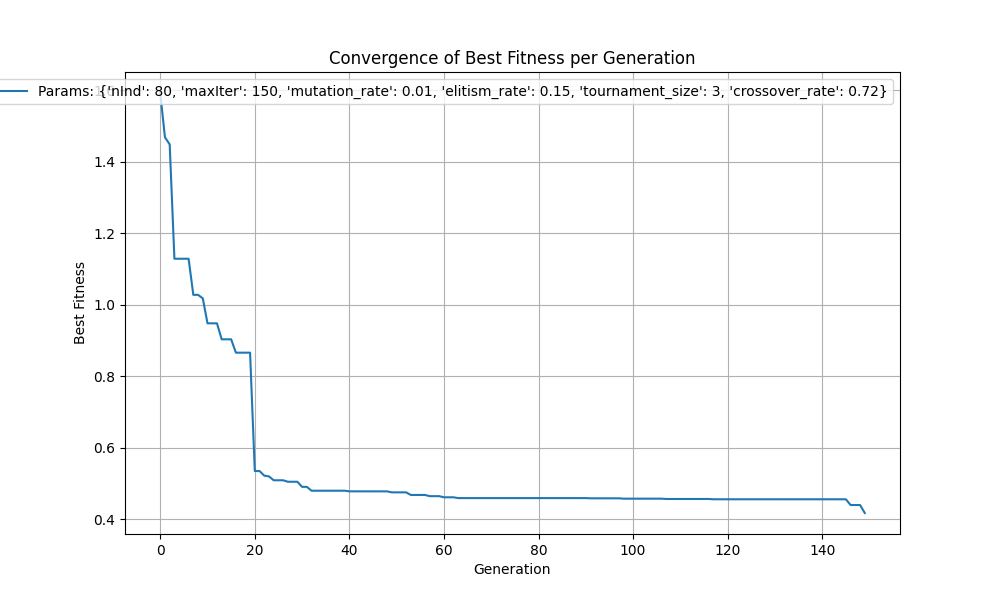 Convergence of Best Fitness per Generation
Params: {'nInd': 80, 'maxIter': 150, 'mutation_rate': 0.01, 'elitism_rate': 0.15, 'tournament_size': 3, 'crossover_rate': 0.72}
1.4
1.2
1.0
0.8
0.6
0.4
Best Fitness
0 20 40 60 80 100 120 140
Generation